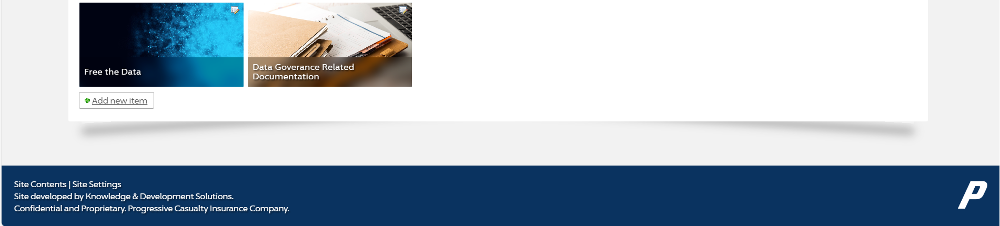 Free the Data
Data Goverance Related
Documentation
Add new item
Site Contents | Site Settings
Site developed by Knowledge & Development Solutions.
Confidential and Proprietary. Progressive Casualty Insurance Company.
P